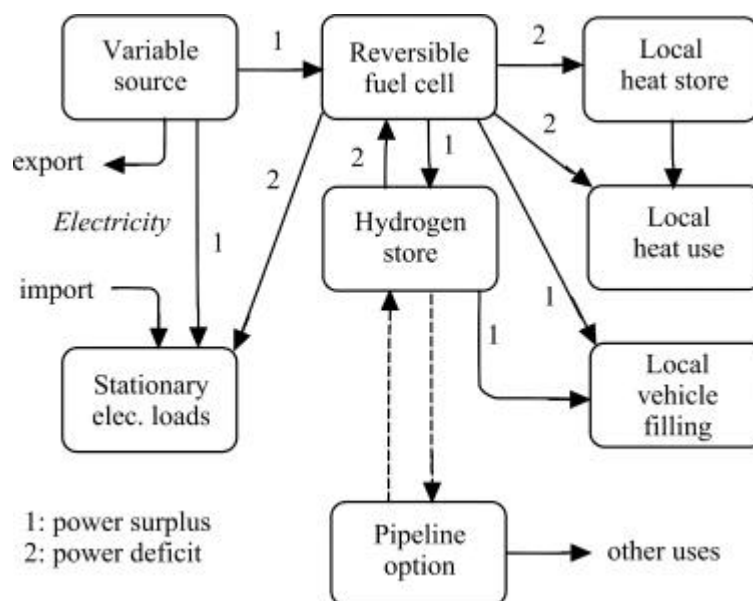 Variable
source
1
Reversible
fuel cell
2
Local
heat store
export
2
2
1
2
Electricity
1
Hydrogen
store
Local
heat use
import
1
1
Stationary
elec. loads
Local
vehicle
filling
1: power surplus
2: power deficit
Pipeline
option
other uses